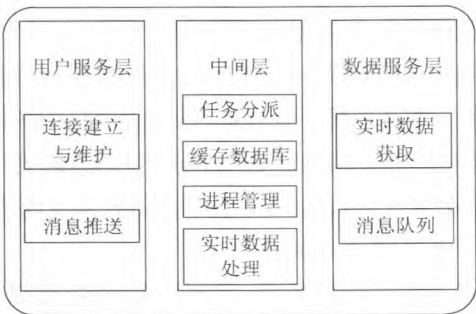 用户服务层
连接建立
与维护
消息推送
中间层
任务分派
缓存数据库
进程管理
实时数据
处理
数据服务层
实时数据
获取
消息队列